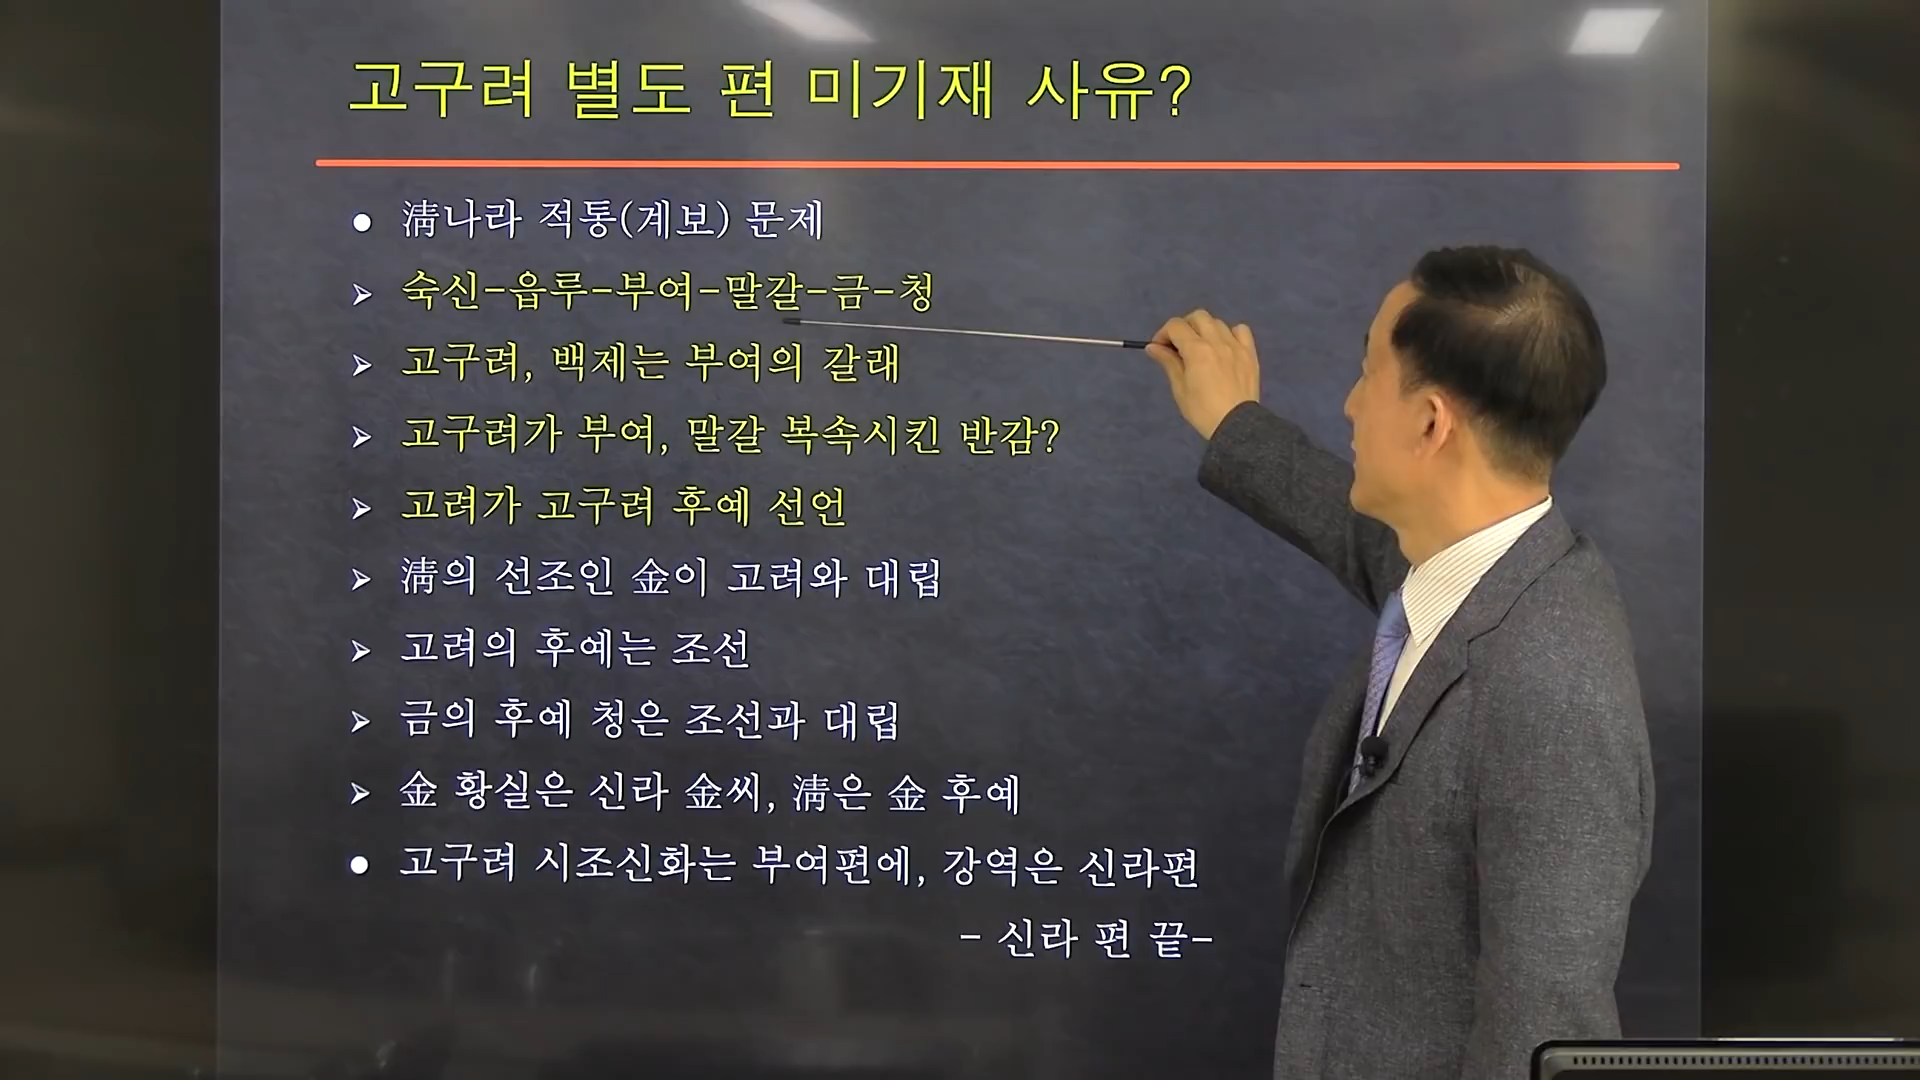 고구려 별도 편 미기재 사유?
● 淸나라 적통(계보) 문제
➢ 숙신-읍루-부여-말갈-금-청
➢ 고구려, 백제는 부여의 갈래
➢ 고구려가 부여, 말갈 복속시킨 반감?
➢ 고려가 고구려 후예 선언
➢ 淸의 선조인 金이 고려와 대립
➢ 고려의 후예는 조선
➢ 금의 후예 청은 조선과 대립
➢ 金 황실은 신라 金씨, 淸은 金 후예
● 고구려 시조신화는 부여편에, 강역은 신라편
- 신라 편 끝-